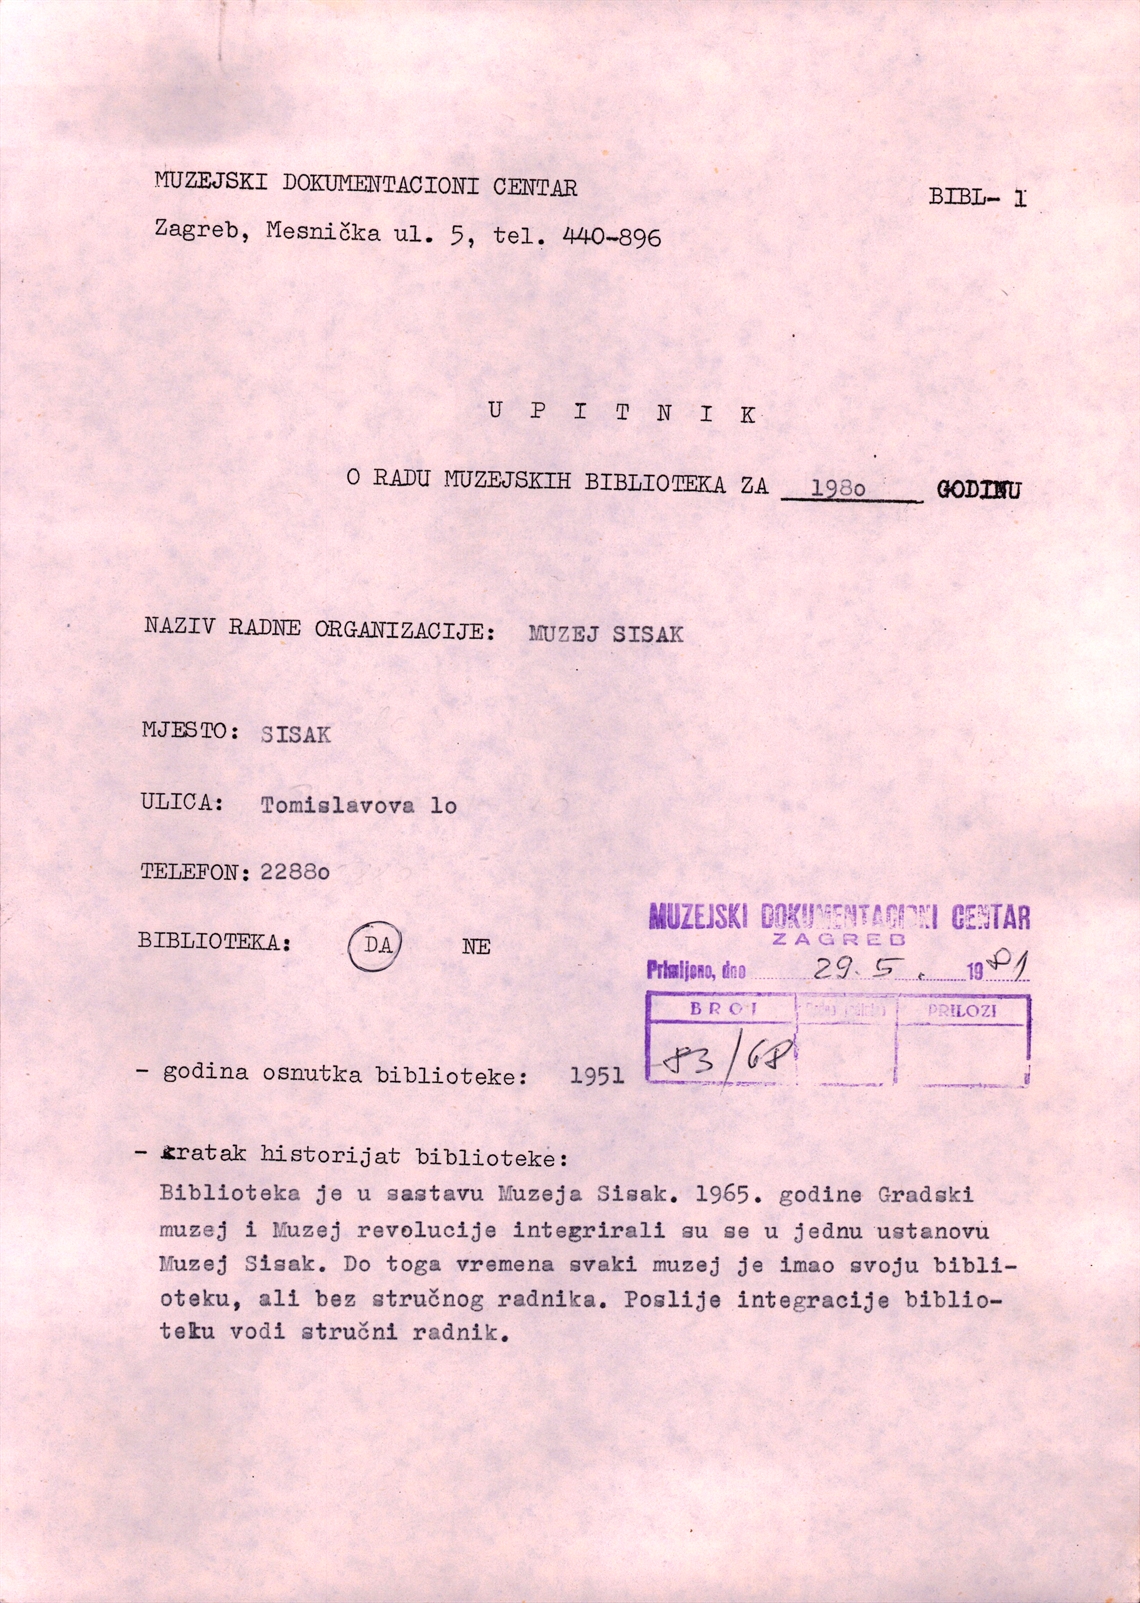 MUZEJSKI DOKUMENTACIONI CENTAR
BIBL- 1
Zagreb, Mesnička ul. 5, tel. 440-896
U P I T N I K
O RADU MUZEJSKIH BIBLIOTEKA ZA 198o GODINU
NAZIV RADNE ORGANIZACIJE: MUZEJ SISAK
MJESTO: SISAK
ULICA: Tomislavova lo
TELEFON: 2288o
BIBLIOTEKA: DA NE
MUZEJSKI DOKUMENTACIONI CENTAR
ZAGREB
Primljeno, dne 29.5. 1981
BROJ PRILOZI
83/68
- godina osnutka biblioteke: 1951
- kratak historijat biblioteke:
Biblioteka je u sastavu Muzeja Sisak. 1965. godine Gradski
muzej i Muzej revolucije integrirali su se u jednu ustanovu
Muzej Sisak. Do toga vremena svaki muzej je imao svoju bibli-
oteku, ali bez stručnog radnika. Poslije integracije biblio-
teku vodi stručni radnik.